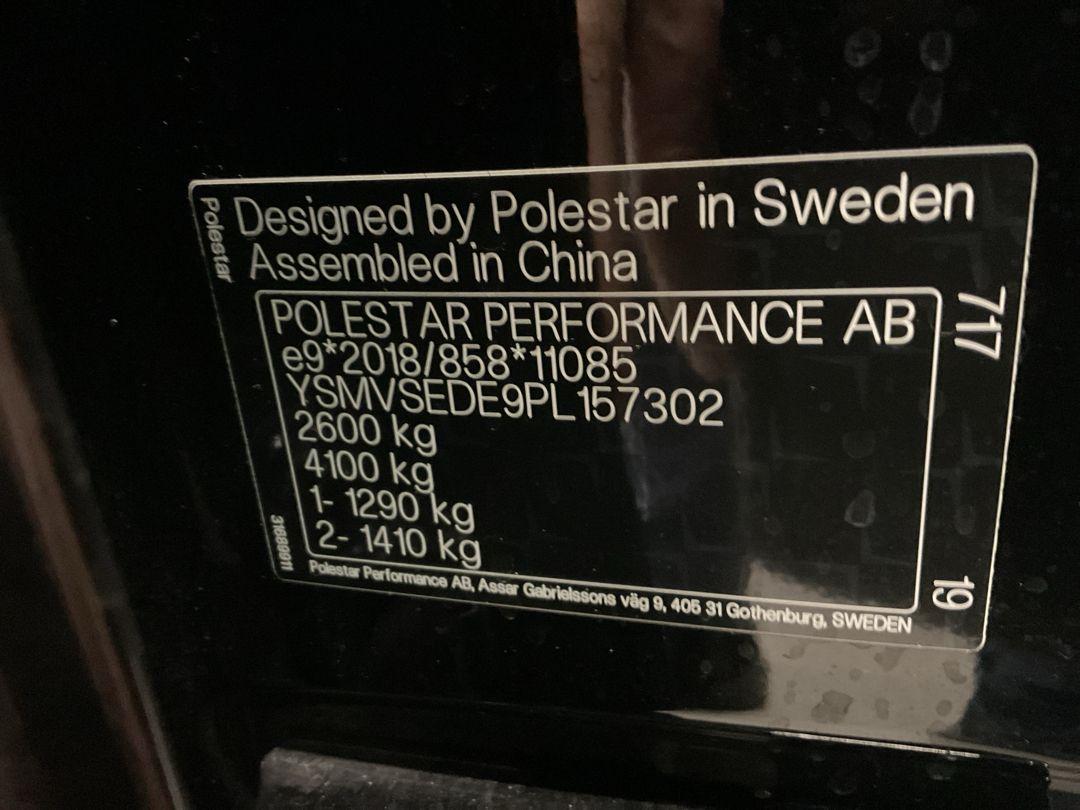 Polestar
Designed by Polestar in Sweden
Assembled in China
POLESTAR PERFORMANCE AB
e9*2018/858*11085
YSMVSEDE9PL157302
2600 kg
4100 kg
1- 1290 kg
2- 1410 kg
717
19
31689911
Polestar Performance AB, Assar Gabrielssons väg 9, 405 31 Gothenburg, SWEDEN